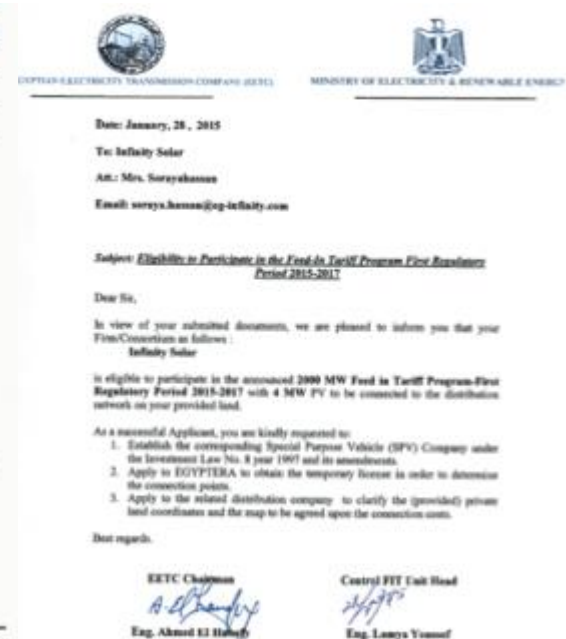 EGYPTIAN ELECTRICITY TRANSMISSION COMPANY (EETC)
MINISTRY OF ELECTRICITY & RENEWABLE ENERGY
Date: January, 28 , 2015
To: Infinity Solar
Att.: Mrs. Sorayahassan
Email: soraya.hassan@eg-infinity.com
Subject: Eligibility to Participate in the Feed-In Tariff Program First Regulatory
Period 2015-2017
Dear Sir,
In view of your submitted documents, we are pleased to inform you that your
Firm/Consortium as follows :
Infinity Solar
is eligible to participate in the announced 2000 MW Feed in Tariff Program-First
Regulatory Period 2015-2017 with 4 MW PV to be connected to the distribution
network on your provided land.
As a successful Applicant, you are kindly requested to:
1. Establish the corresponding Special Purpose Vehicle (SPV) Company under
the Investment Law No. 8 year 1997 and its amendments.
2. Apply to EGYPTERA to obtain the temporary license in order to determine
the connection points.
3. Apply to the related distribution company to clarify the (provided) private
land coordinates and the map to be agreed upon the connection costs.
Best regards.
EETC Chairman
Central FIT Unit Head
Eng. Ahmed El
Eng. Lamya Youssef